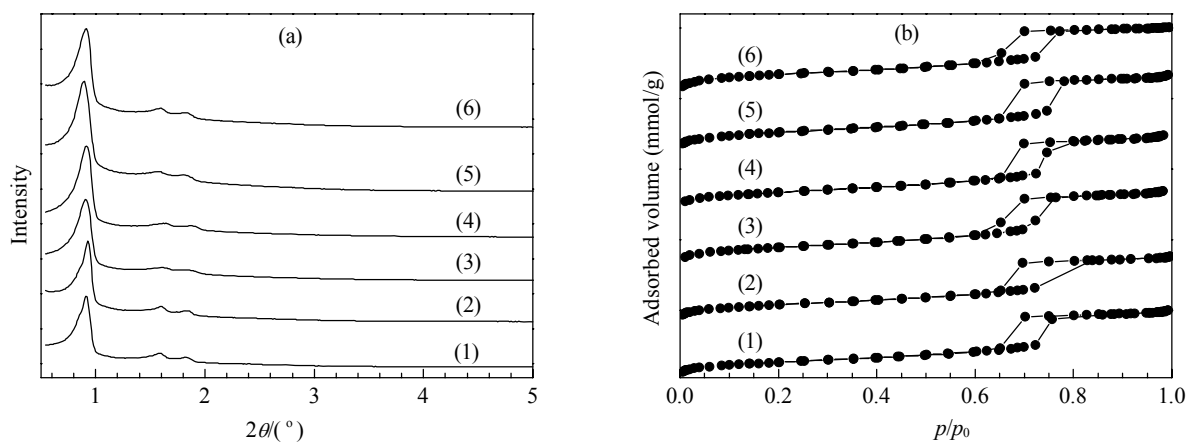 (a)
(6)
(5)
(4)
(3)
(2)
(1)
Intensity
1 2 3 4 5
2θ/(°)
(b)
(6)
(5)
(4)
(3)
(2)
(1)
Adsorbed volume (mmol/g)
0.0 0.2 0.4 0.6 0.8 1.0
p/p₀